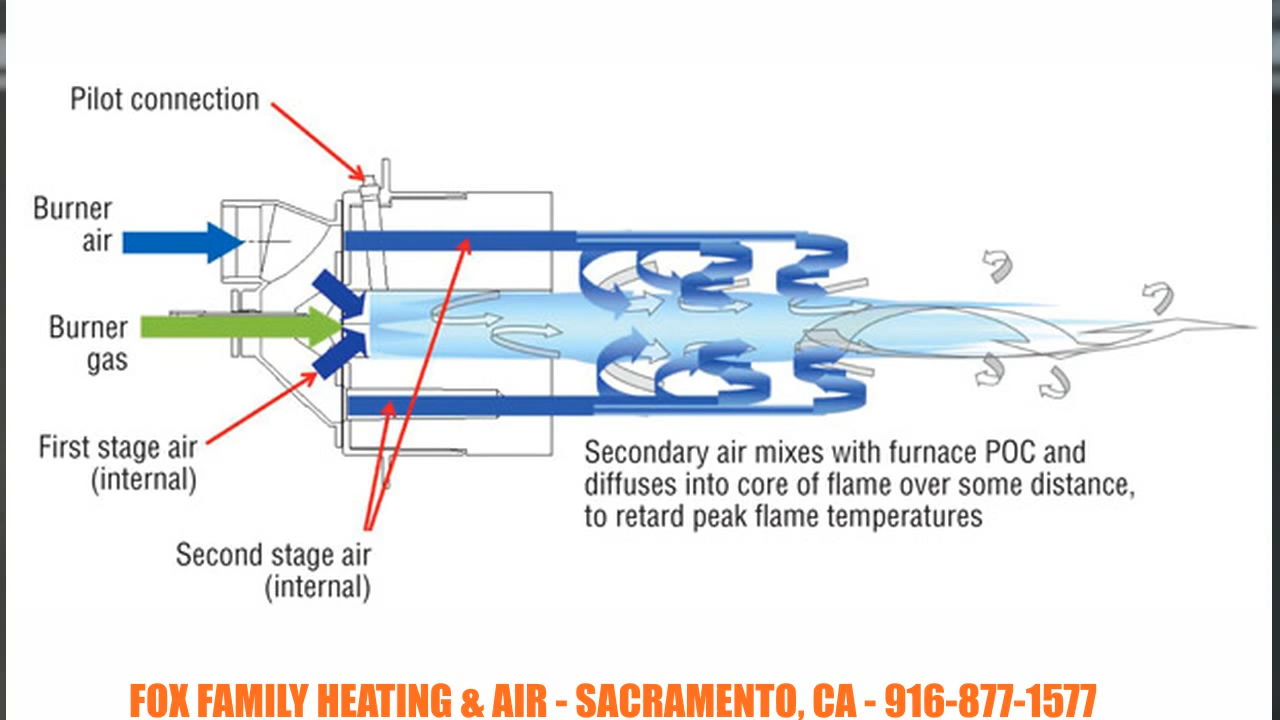 Pilot connection
Burner
air
Burner
gas
First stage air
(internal)
Second stage air
(internal)
Secondary air mixes with furnace POC and
diffuses into core of flame over some distance,
to retard peak flame temperatures
FOX FAMILY HEATING & AIR - SACRAMENTO, CA - 916-877-1577